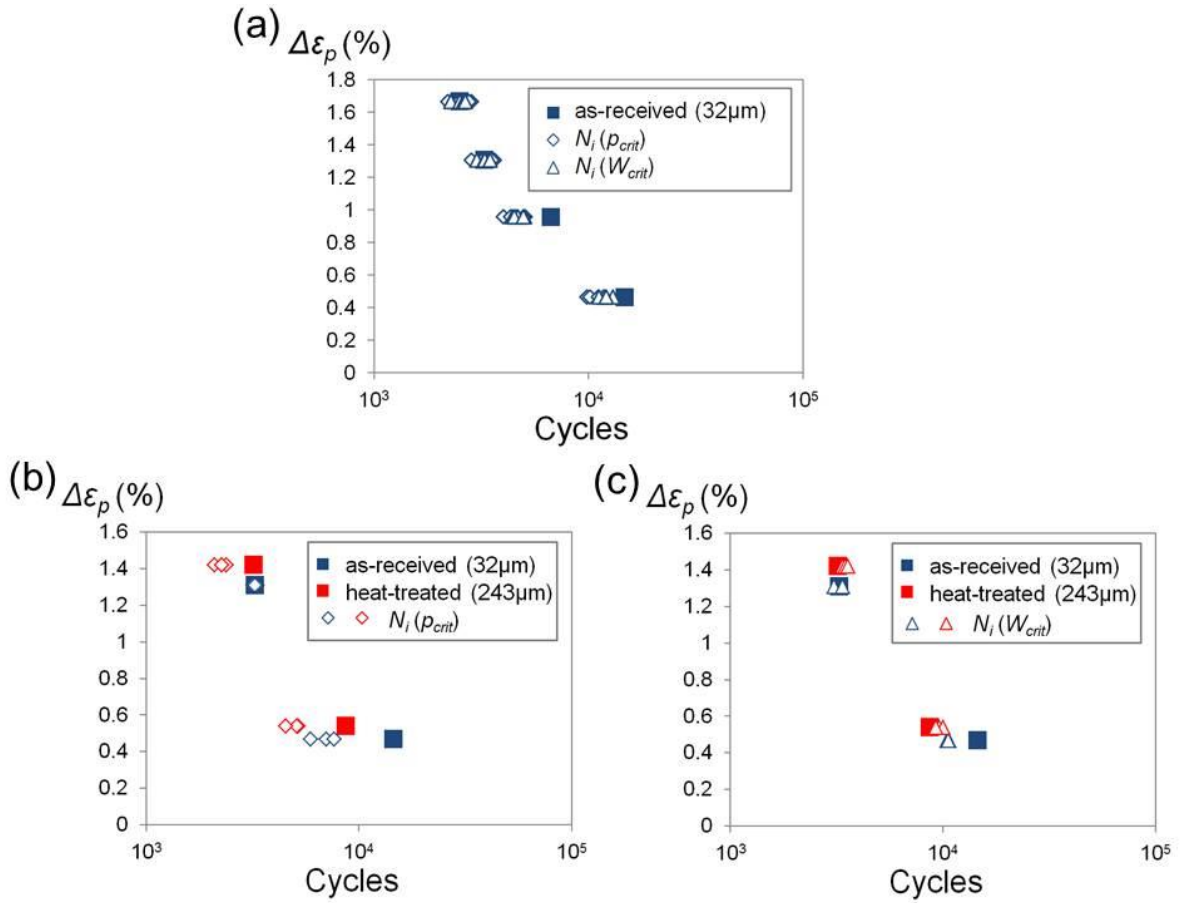 (a) Δεp (%)
1.8
1.6
1.4
1.2
1
0.8
0.6
0.4
0.2
0
as-received (32µm)
Ni (pcrit)
Ni (Wcrit)
10³ 10⁴ 10⁵
Cycles
(b) Δεp (%)
1.6
1.4
1.2
1
0.8
0.6
0.4
0.2
0
as-received (32µm)
heat-treated (243µm)
Ni (pcrit)
10³ 10⁴ 10⁵
Cycles
(c) Δεp (%)
1.6
1.4
1.2
1
0.8
0.6
0.4
0.2
0
as-received (32µm)
heat-treated (243µm)
Ni (Wcrit)
10³ 10⁴ 10⁵
Cycles